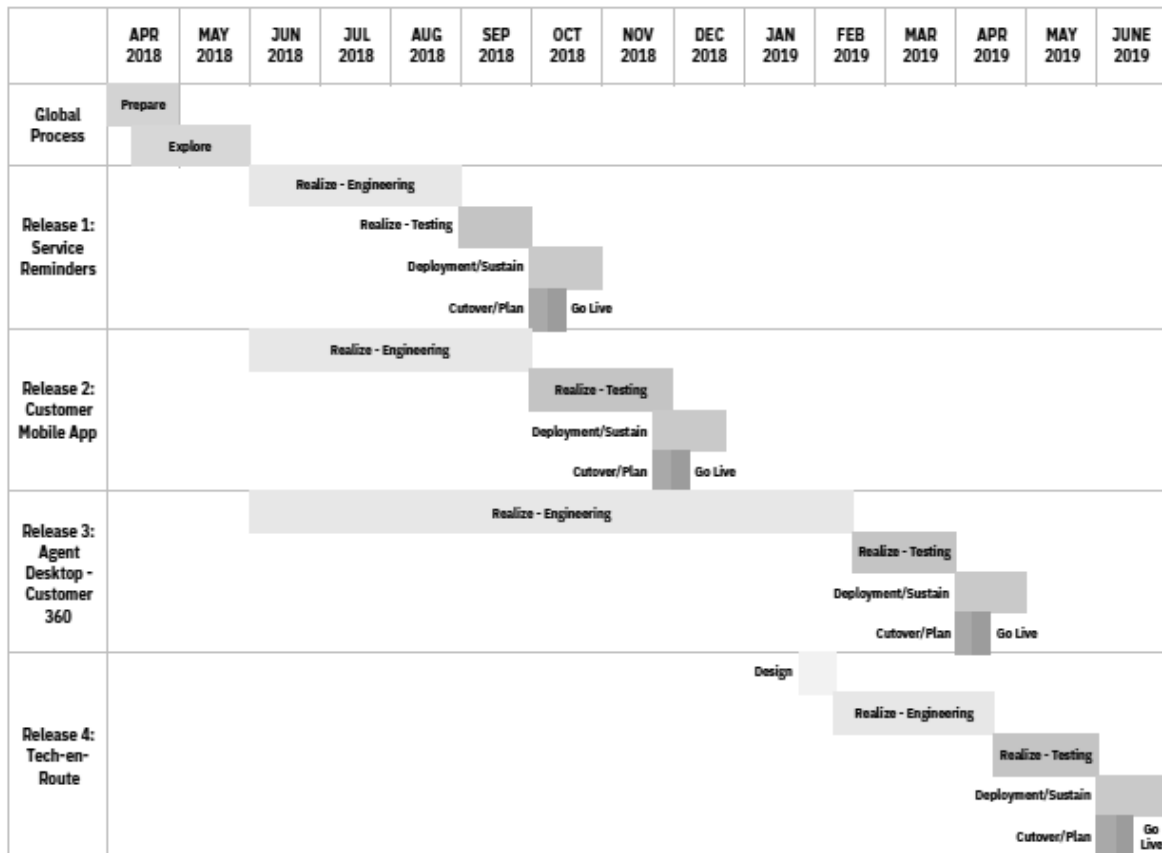 APR 2018
MAY 2018
JUN 2018
JUL 2018
AUG 2018
SEP 2018
OCT 2018
NOV 2018
DEC 2018
JAN 2019
FEB 2019
MAR 2019
APR 2019
MAY 2019
JUNE 2019
Global
Process
Prepare
Explore
Release 1:
Service
Reminders
Realize - Engineering
Realize - Testing
Deployment/Sustain
Cutover/Plan
Go Live
Release 2:
Customer
Mobile App
Realize - Engineering
Realize - Testing
Deployment/Sustain
Cutover/Plan
Go Live
Release 3:
Agent
Desktop -
Customer
360
Realize - Engineering
Realize - Testing
Deployment/Sustain
Cutover/Plan
Go Live
Release 4:
Tech-en-
Route
Design
Realize - Engineering
Realize - Testing
Deployment/Sustain
Cutover/Plan
Go
Live